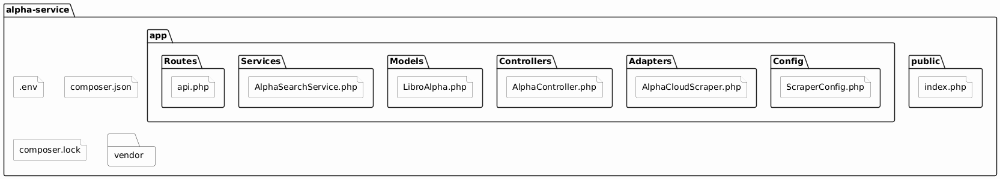 alpha-service
app
Routes
Services
Models
Controllers
Adapters
Config
public
.env
composer.json
api.php
AlphaSearchService.php
LibroAlpha.php
AlphaController.php
AlphaCloudScraper.php
ScraperConfig.php
index.php
composer.lock
vendor